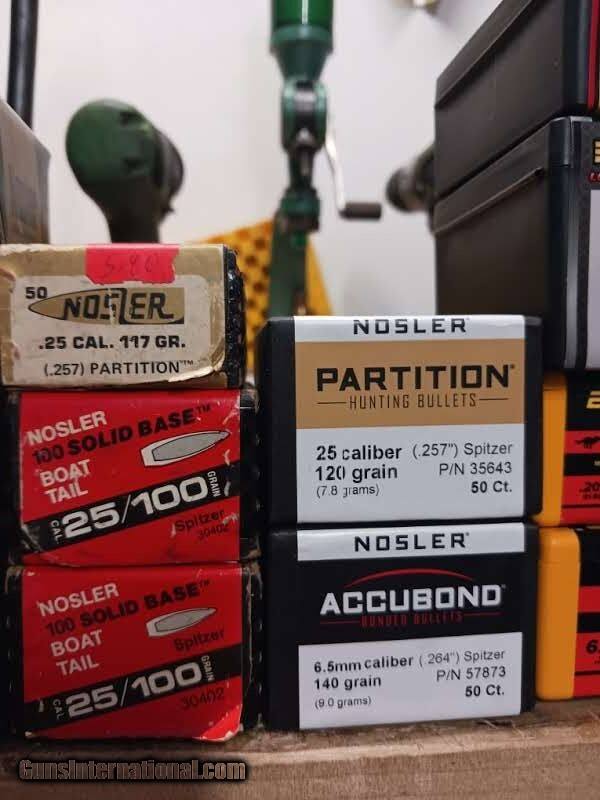 50 NOSLER
.25 CAL. 117 GR.
(.257) PARTITION™
NOSLER
100 SOLID BASE™
BOAT
TAIL
CAL. 25/100 GRAIN
Spitzer
30402
NOSLER
100 SOLID BASE™
BOAT
TAIL
CAL. 25/100 GRAIN
Spitzer
30402
NOSLER
PARTITION®
HUNTING BULLETS
25 caliber (.257") Spitzer
120 grain P/N 35643
(7.8 grams) 50 Ct.
NOSLER®
ACCUBOND®
BONDED BULLETS
6.5mm caliber (.264") Spitzer
140 grain P/N 57873
(9.0 grams) 50 Ct.
GunsInternational.com